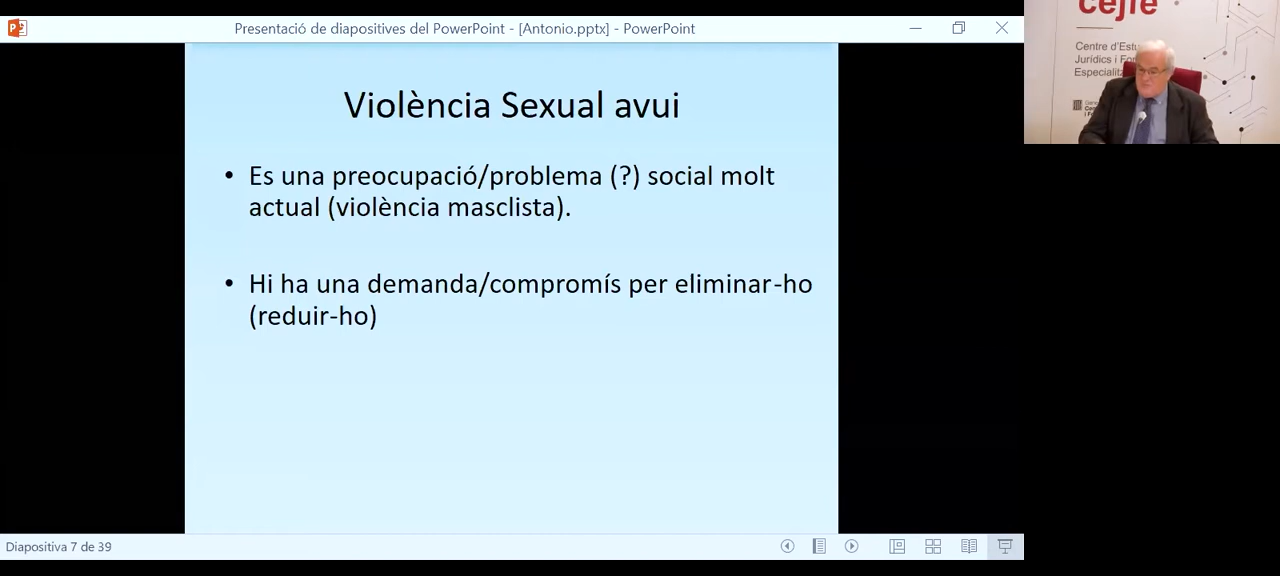 Presentació de diapositives del PowerPoint - [Antonio.pptx] - PowerPoint
Violència Sexual avui
• Es una preocupació/problema (?) social molt
actual (violència masclista).
• Hi ha una demanda/compromís per eliminar-ho
(reduir-ho)
Diapositiva 7 de 39
cejfe
Centre d'Estu
Jurídics i For
Especialitz